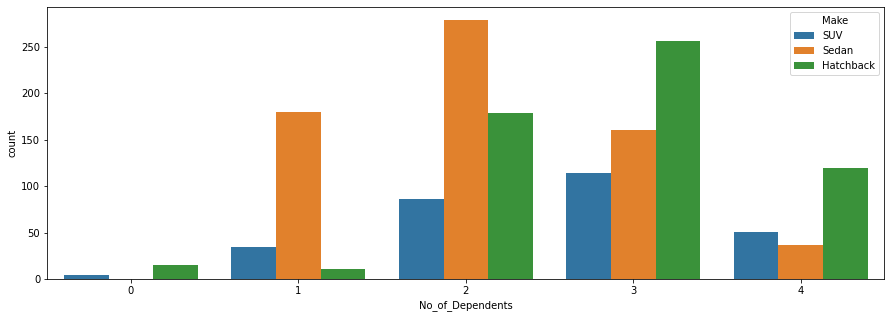 Make
SUV
Sedan
Hatchback
count
250
200
150
100
50
0
0 1 2 3 4
No_of_Dependents